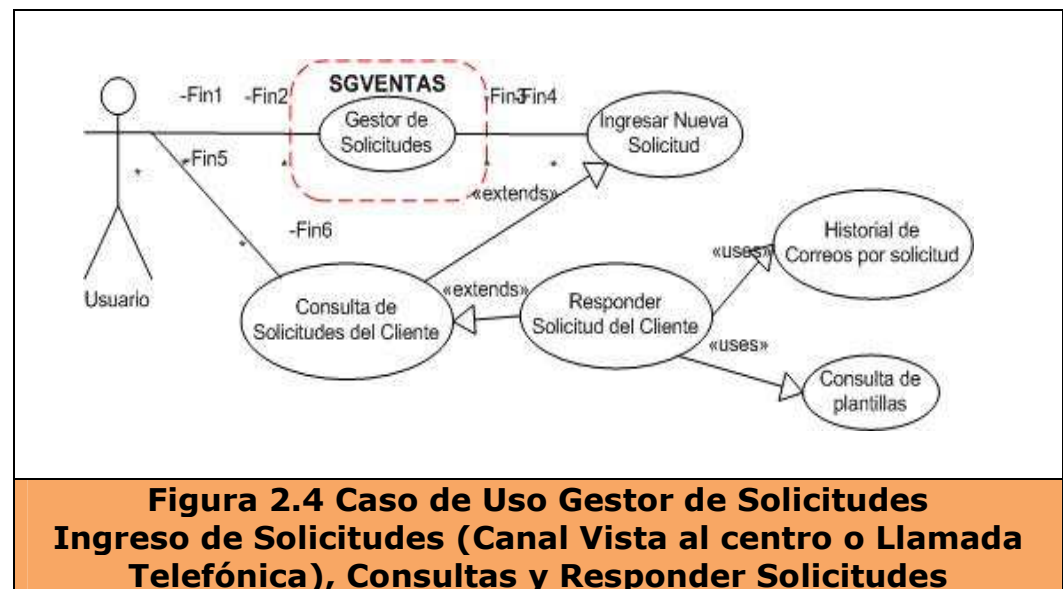 SGVENTAS
-Fin1
-Fin2
-Fin3
-Fin4
Gestor de
Solicitudes
Ingresar Nueva
Solicitud
-Fin5
*
*
*
*
*
*
«extends»
-Fin6
Usuario
Historial de
Correos por solicitud
«uses»
«extends»
Consulta de
Solicitudes del Cliente
Responder
Solicitud del Cliente
«uses»
Consulta de
plantillas
Figura 2.4 Caso de Uso Gestor de Solicitudes
Ingreso de Solicitudes (Canal Vista al centro o Llamada
Telefónica), Consultas y Responder Solicitudes